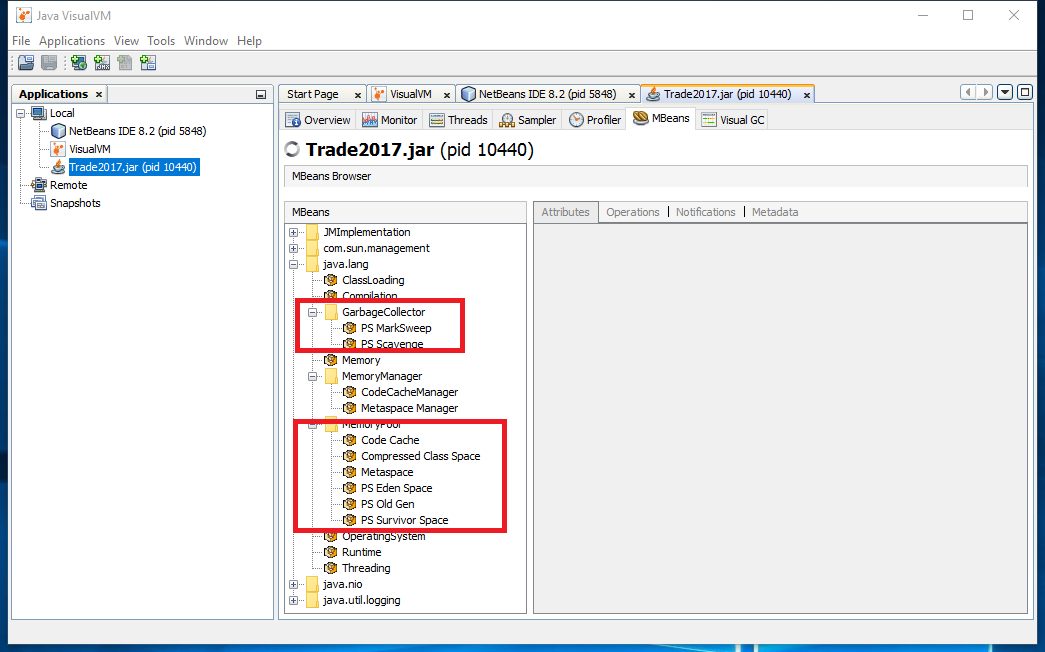 Java VisualVM
File Applications View Tools Window Help
Applications
Local
NetBeans IDE 8.2 (pid 5848)
VisualVM
Trade2017.jar (pid 10440)
Remote
Snapshots
Start Page VisualVM NetBeans IDE 8.2 (pid 5848) Trade2017.jar (pid 10440)
Overview Monitor Threads Sampler Profiler MBeans Visual GC
Trade2017.jar (pid 10440)
MBeans Browser
MBeans
JMImplementation
com.sun.management
java.lang
ClassLoading
Compilation
GarbageCollector
PS MarkSweep
PS Scavenge
Memory
MemoryManager
CodeCacheManager
Metaspace Manager
MemoryPool
Code Cache
Compressed Class Space
Metaspace
PS Eden Space
PS Old Gen
PS Survivor Space
OperatingSystem
Runtime
Threading
java.nio
java.util.logging
Attributes Operations Notifications Metadata